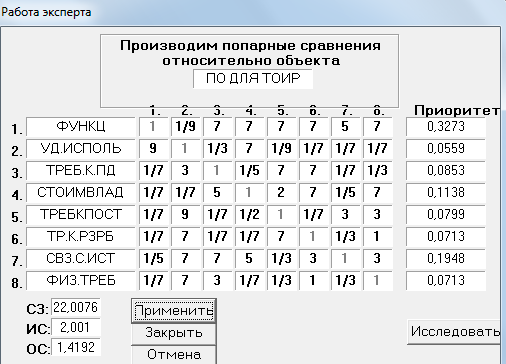 Работа эксперта
Производим попарные сравнения
относительно объекта
ПО ДЛЯ ТОИР
1. 2. 3. 4. 5. 6. 7. 8. Приоритет
1. ФУНКЦ 1 1/9 7 7 7 7 5 7 0,3273
2. УД.ИСПОЛЬ 9 1 1/3 7 1/9 1/7 1/7 1/7 0,0559
3. ТРЕБ.К.ПД 1/7 3 1 1/5 7 7 1/7 1/3 0,0853
4. СТОИМВЛАД 1/7 1/7 5 1 2 7 1/5 7 0,1138
5. ТРЕБКПОСТ 1/7 9 1/7 1/2 1 1/7 3 3 0,0799
6. ТР.К.РЗРБ 1/7 7 1/7 1/7 7 1 1/3 1 0,0713
7. СВЗ.С.ИСТ 1/5 7 7 5 1/3 3 1 3 0,1948
8. ФИЗ.ТРЕБ 1/7 7 3 1/7 1/3 1 1/3 1 0,0713
СЗ: 22,0076 Применить
ИС: 2,001 Закрыть Исследовать
ОС: 1,4192 Отмена